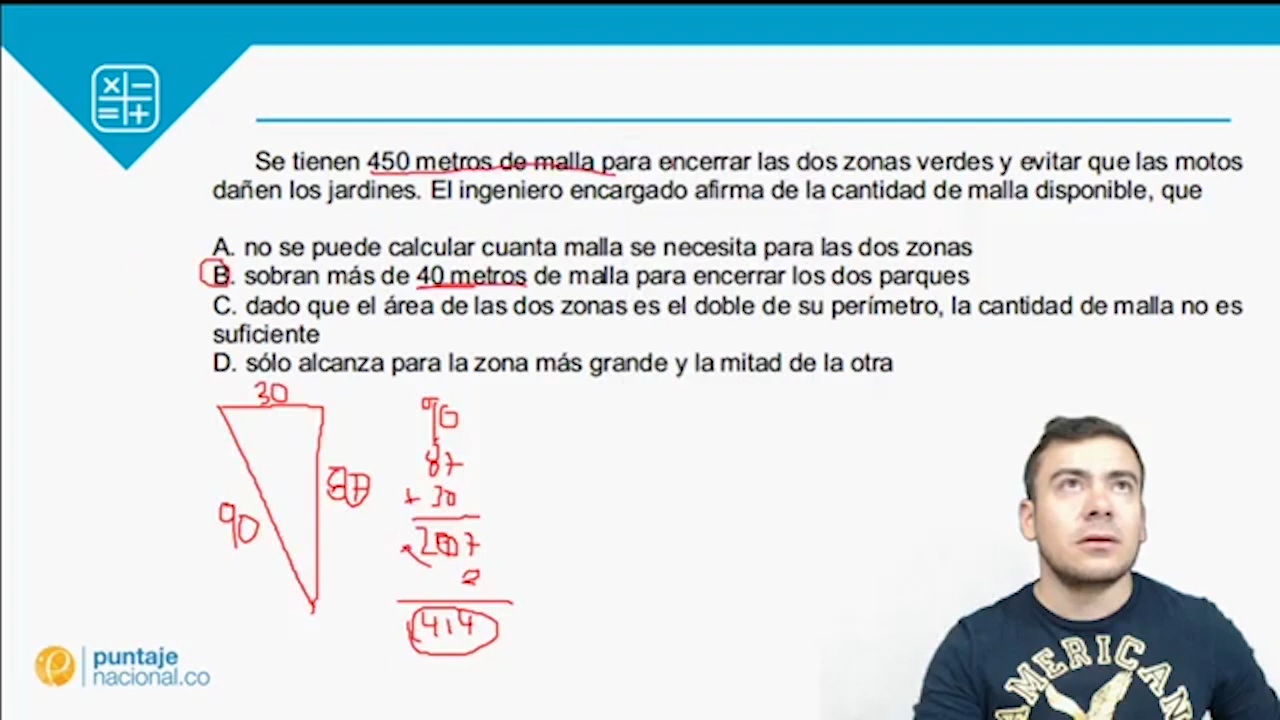 Se tienen 450 metros de malla para encerrar las dos zonas verdes y evitar que las motos
dañen los jardines. El ingeniero encargado afirma de la cantidad de malla disponible, que
A. no se puede calcular cuanta malla se necesita para las dos zonas
B. sobran más de 40 metros de malla para encerrar los dos parques
C. dado que el área de las dos zonas es el doble de su perímetro, la cantidad de malla no es
suficiente
D. sólo alcanza para la zona más grande y la mitad de la otra
30
90
87
90
87
+ 30
207
2
414
puntaje
nacional.co
AMERICAN